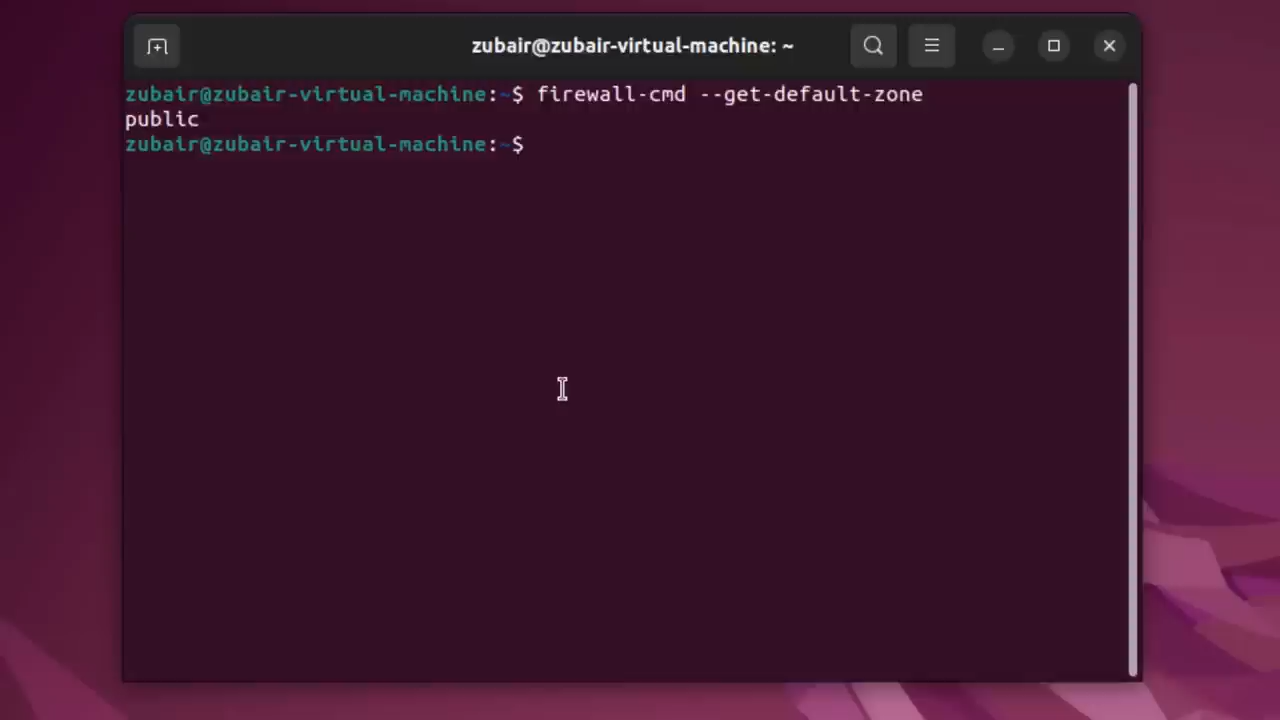 zubair@zubair-virtual-machine: ~
zubair@zubair-virtual-machine:~$ firewall-cmd --get-default-zone
public
zubair@zubair-virtual-machine:~$